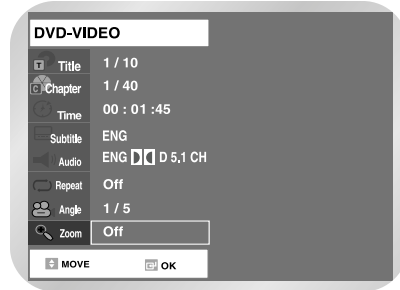 DVD-VIDEO
T Title 1 / 10
C Chapter 1 / 40
Time 00 : 01 :45
Subtitle ENG
Audio ENG D 5.1 CH
Repeat Off
Angle 1 / 5
Zoom Off
MOVE OK